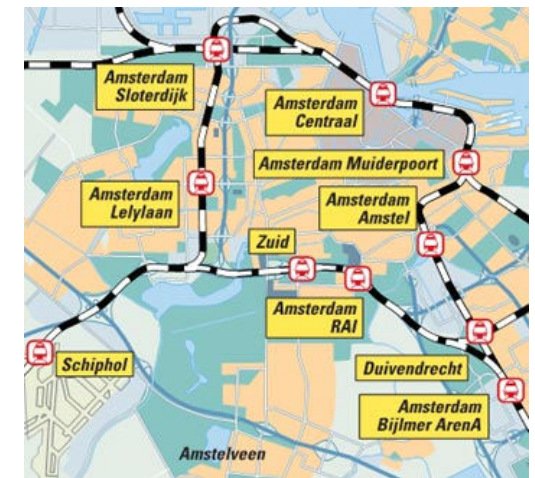 Amsterdam
Sloterdijk
Amsterdam
Centraal
Amsterdam Muiderpoort
Amsterdam
Lelylaan
Amsterdam
Amstel
Zuid
Amsterdam
RAI
Schiphol
Duivendrecht
Amsterdam
Bijlmer ArenA
Amstelveen